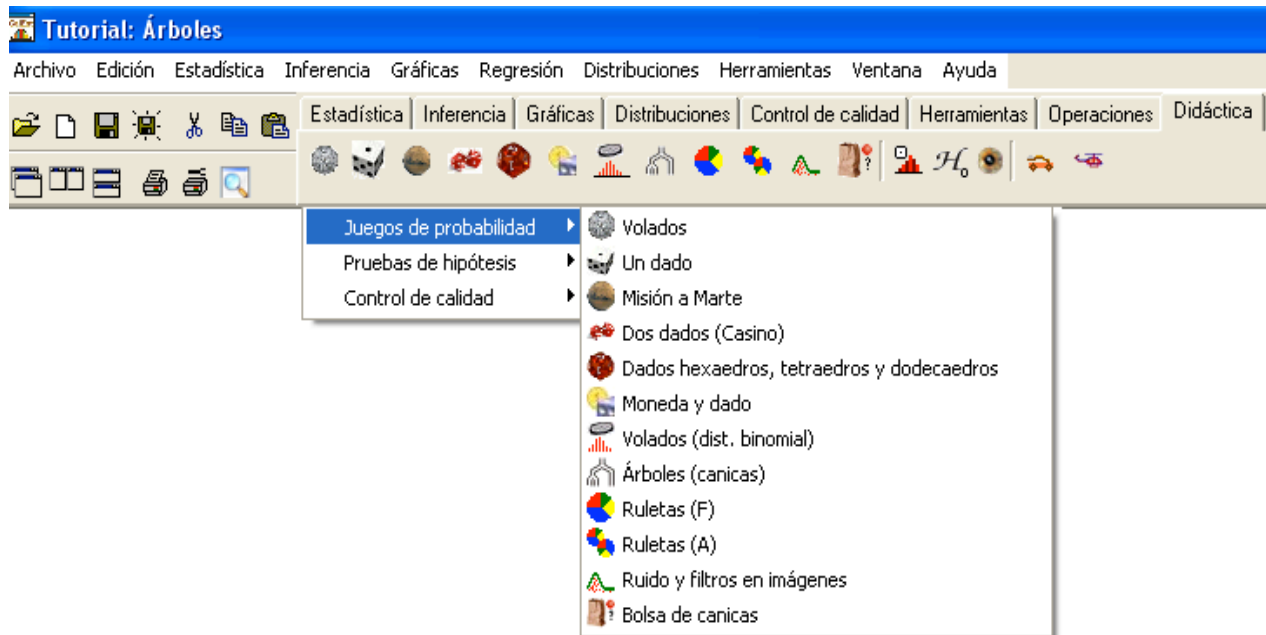 Tutorial: Árboles
Archivo Edición Estadística Inferencia Gráficas Regresión Distribuciones Herramientas Ventana Ayuda
Estadística Inferencia Gráficas Distribuciones Control de calidad Herramientas Operaciones Didáctica
H₀
Juegos de probabilidad
Pruebas de hipótesis
Control de calidad
Volados
Un dado
Misión a Marte
Dos dados (Casino)
Dados hexaedros, tetraedros y dodecaedros
Moneda y dado
Volados (dist. binomial)
Árboles (canicas)
Ruletas (F)
Ruletas (A)
Ruido y filtros en imágenes
Bolsa de canicas